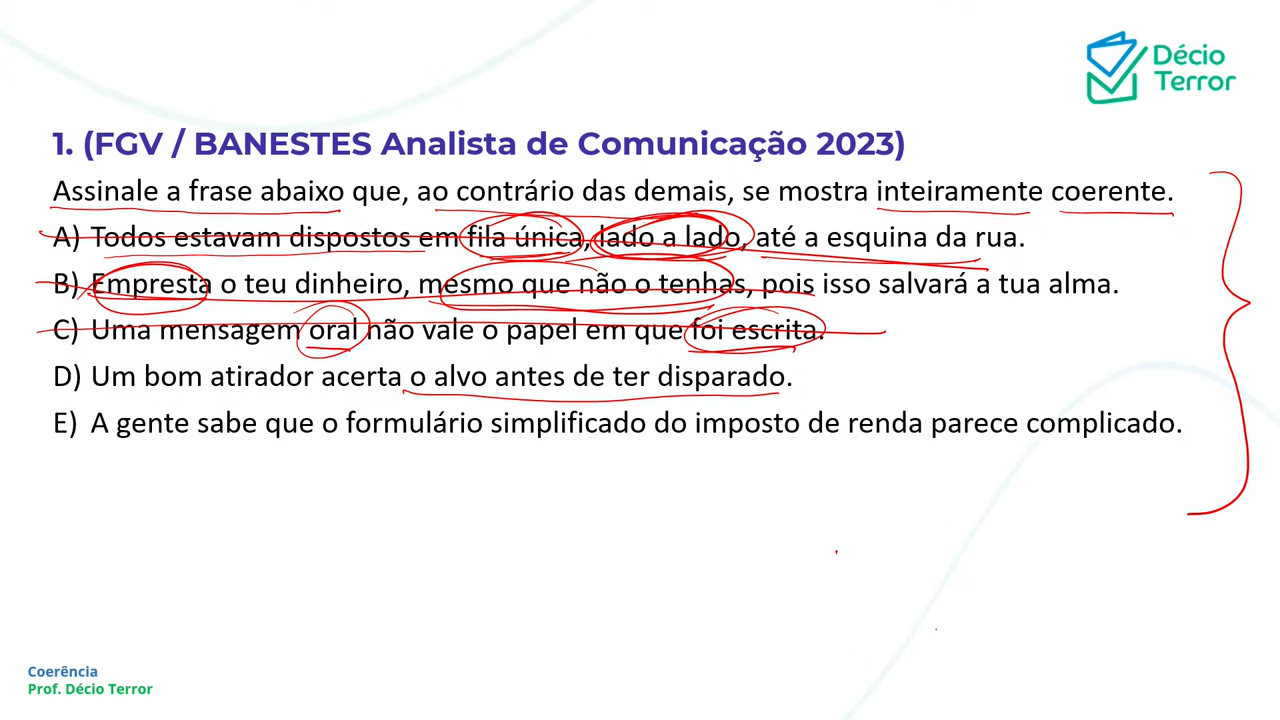 Décio
Terror
1. (FGV / BANESTES Analista de Comunicação 2023)
Assinale a frase abaixo que, ao contrário das demais, se mostra inteiramente coerente.
A) Todos estavam dispostos em fila única, lado a lado, até a esquina da rua.
B) Empresta o teu dinheiro, mesmo que não o tenhas, pois isso salvará a tua alma.
C) Uma mensagem oral não vale o papel em que foi escrita.
D) Um bom atirador acerta o alvo antes de ter disparado.
E) A gente sabe que o formulário simplificado do imposto de renda parece complicado.
Coerência
Prof. Décio Terror